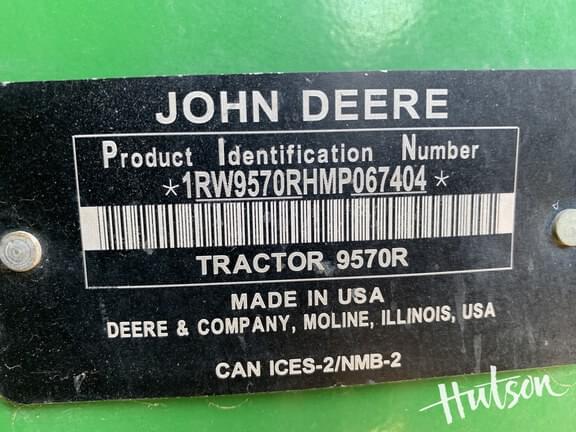 JOHN DEERE
Product Identification Number
*1RW9570RHMP067404*
TRACTOR 9570R
MADE IN USA
DEERE & COMPANY, MOLINE, ILLINOIS, USA
CAN ICES-2/NMB-2
Hutson